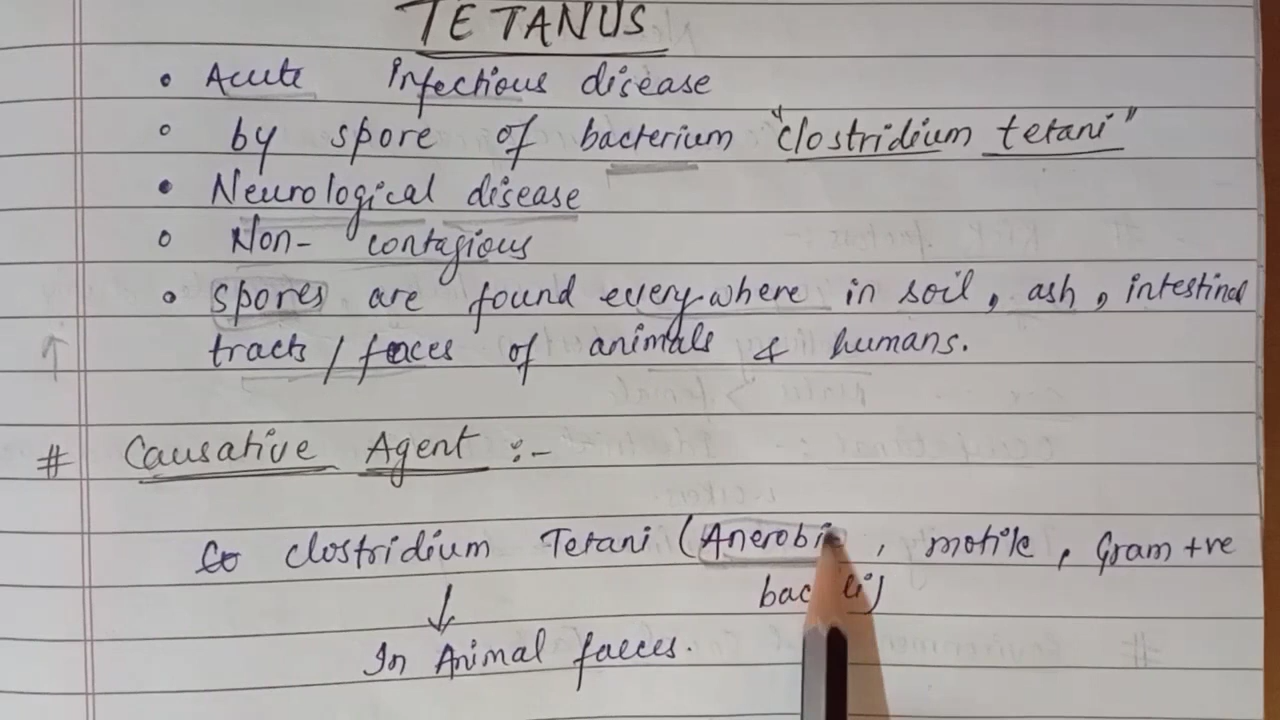 TETANUS
• Acute Infectious disease
• by spore of bacterium "clostridium tetani"
• Neurological disease
• Non- contagious
• spores are found everywhere in soil, ash, intestinal
tracts / faces of animals & humans.
# Causative Agent :-
clostridium Tetani (Anerobic, motile, Gram +ve
↓
In Animal faeces.